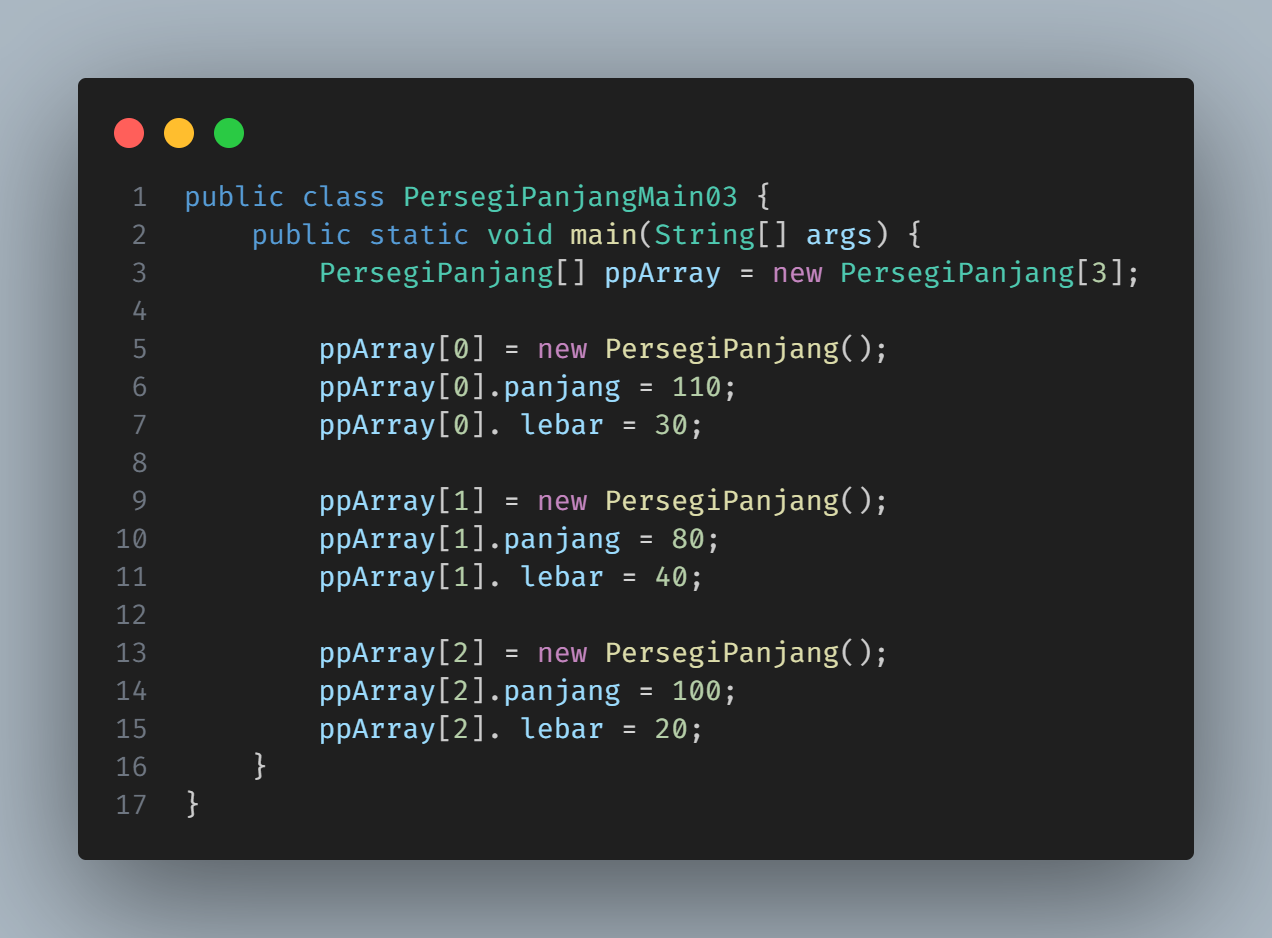 1 public class PersegiPanjangMain03 {
2     public static void main(String[] args) {
3         PersegiPanjang[] ppArray = new PersegiPanjang[3];
4
5         ppArray[0] = new PersegiPanjang();
6         ppArray[0].panjang = 110;
7         ppArray[0]. lebar = 30;
8
9         ppArray[1] = new PersegiPanjang();
10         ppArray[1].panjang = 80;
11         ppArray[1]. lebar = 40;
12
13         ppArray[2] = new PersegiPanjang();
14         ppArray[2].panjang = 100;
15         ppArray[2]. lebar = 20;
16     }
17 }